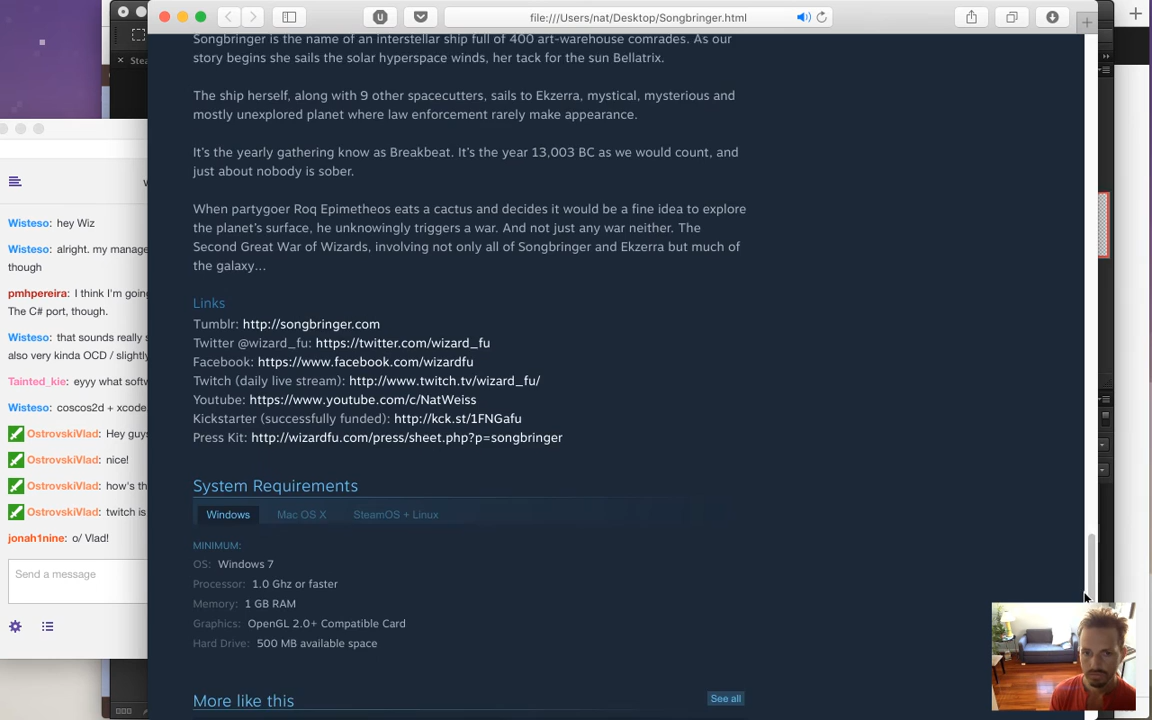 file:///Users/nat/Desktop/Songbringer.html
Stea
Songbringer is the name of an interstellar ship full of 400 art-warehouse comrades. As our
story begins she sails the solar hyperspace winds, her tack for the sun Bellatrix.
The ship herself, along with 9 other spacecutters, sails to Ekzerra, mystical, mysterious and
mostly unexplored planet where law enforcement rarely make appearance.
It's the yearly gathering know as Breakbeat. It's the year 13,003 BC as we would count, and
just about nobody is sober.
When partygoer Roq Epimetheos eats a cactus and decides it would be a fine idea to explore
the planet's surface, he unknowingly triggers a war. And not just any war neither. The
Second Great War of Wizards, involving not only all of Songbringer and Ekzerra but much of
the galaxy...
Links
Tumblr: http://songbringer.com
Twitter @wizard_fu: https://twitter.com/wizard_fu
Facebook: https://www.facebook.com/wizardfu
Twitch (daily live stream): http://www.twitch.tv/wizard_fu/
Youtube: https://www.youtube.com/c/NatWeiss
Kickstarter (successfully funded): http://kck.st/1FNGafu
Press Kit: http://wizardfu.com/press/sheet.php?p=songbringer
System Requirements
Windows Mac OS X SteamOS + Linux
MINIMUM:
OS: Windows 7
Processor: 1.0 Ghz or faster
Memory: 1 GB RAM
Graphics: OpenGL 2.0+ Compatible Card
Hard Drive: 500 MB available space
More like this
See all
Wisteso: hey Wiz
Wisteso: alright. my manage
though
pmhpereira: I think I'm going
The C# port, though.
Wisteso: that sounds really s
also very kinda OCD / slightly
Tainted_kie: eyyy what softw
Wisteso: coscos2d + xcode
OstrovskiVlad: Hey guys
OstrovskiVlad: nice!
OstrovskiVlad: how's th
OstrovskiVlad: twitch is
jonah1nine: o/ Vlad!
Send a message